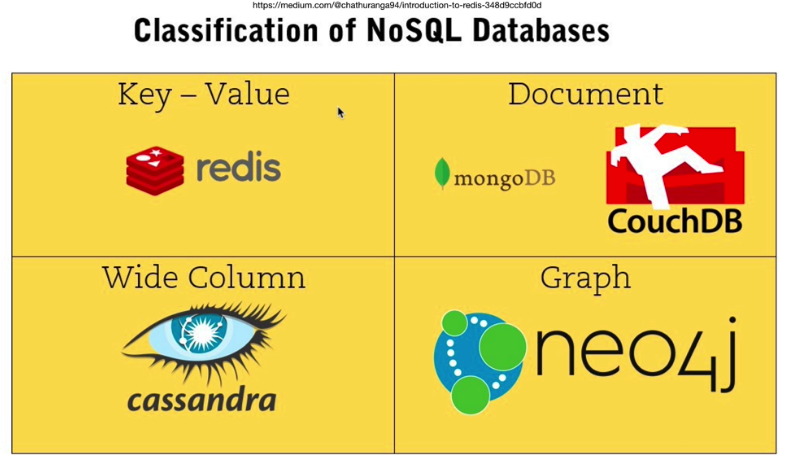 https://medium.com/@chathuranga94/introduction-to-redis-348d9ccbfd0d
Classification of NoSQL Databases
Key – Value
redis
Document
mongoDB
CouchDB
Wide Column
cassandra
Graph
neo4j